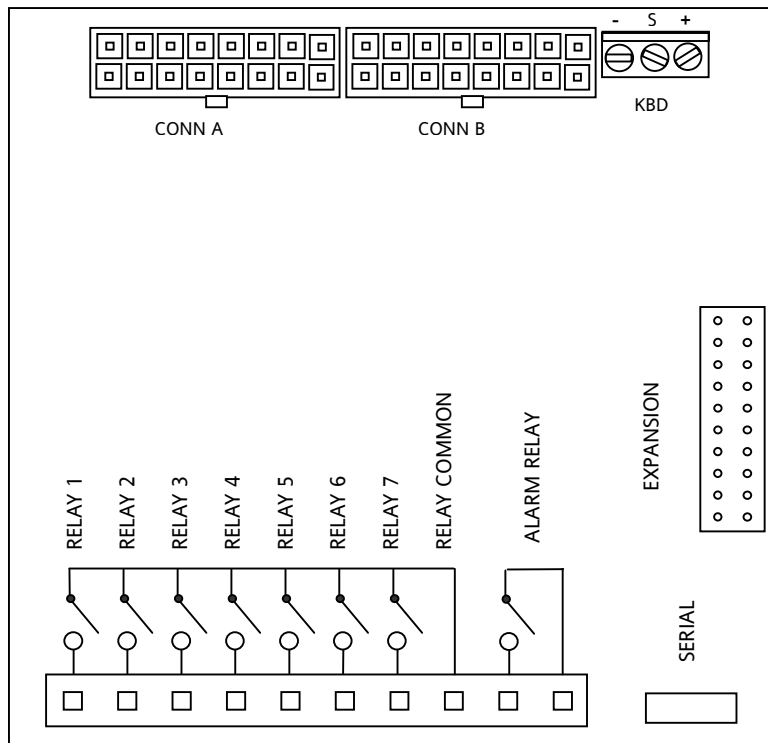 - S +
KBD
CONN A
CONN B
EXPANSION
RELAY 1
RELAY 2
RELAY 3
RELAY 4
RELAY 5
RELAY 6
RELAY 7
RELAY COMMON
ALARM RELAY
SERIAL